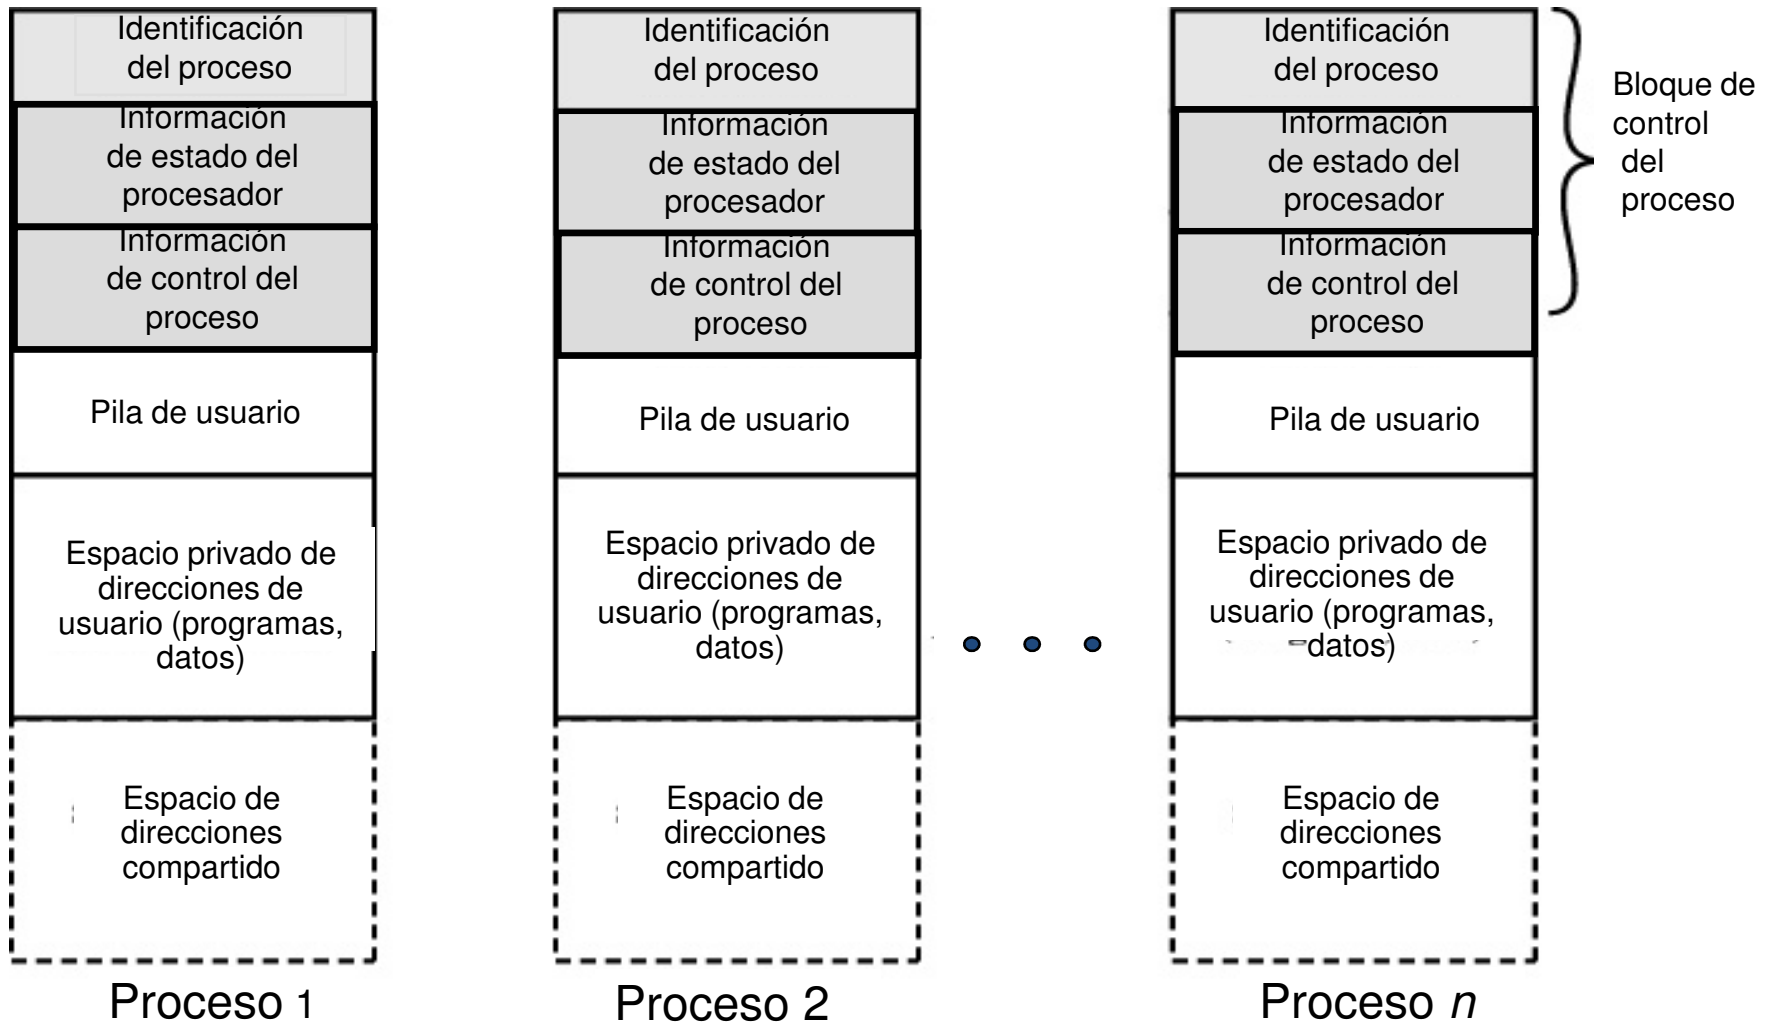 Identificación
del proceso
Información
de estado del
procesador
Información
de control del
proceso
Pila de usuario
Espacio privado de
direcciones de
usuario (programas,
datos)
Espacio de
direcciones
compartido
Proceso 1
Identificación
del proceso
Información
de estado del
procesador
Información
de control del
proceso
Pila de usuario
Espacio privado de
direcciones de
usuario (programas,
datos)
Espacio de
direcciones
compartido
Proceso 2
Identificación
del proceso
Información
de estado del
procesador
Información
de control del
proceso
Pila de usuario
Espacio privado de
direcciones de
usuario (programas,
datos)
Espacio de
direcciones
compartido
Proceso n
Bloque de
control
del
proceso